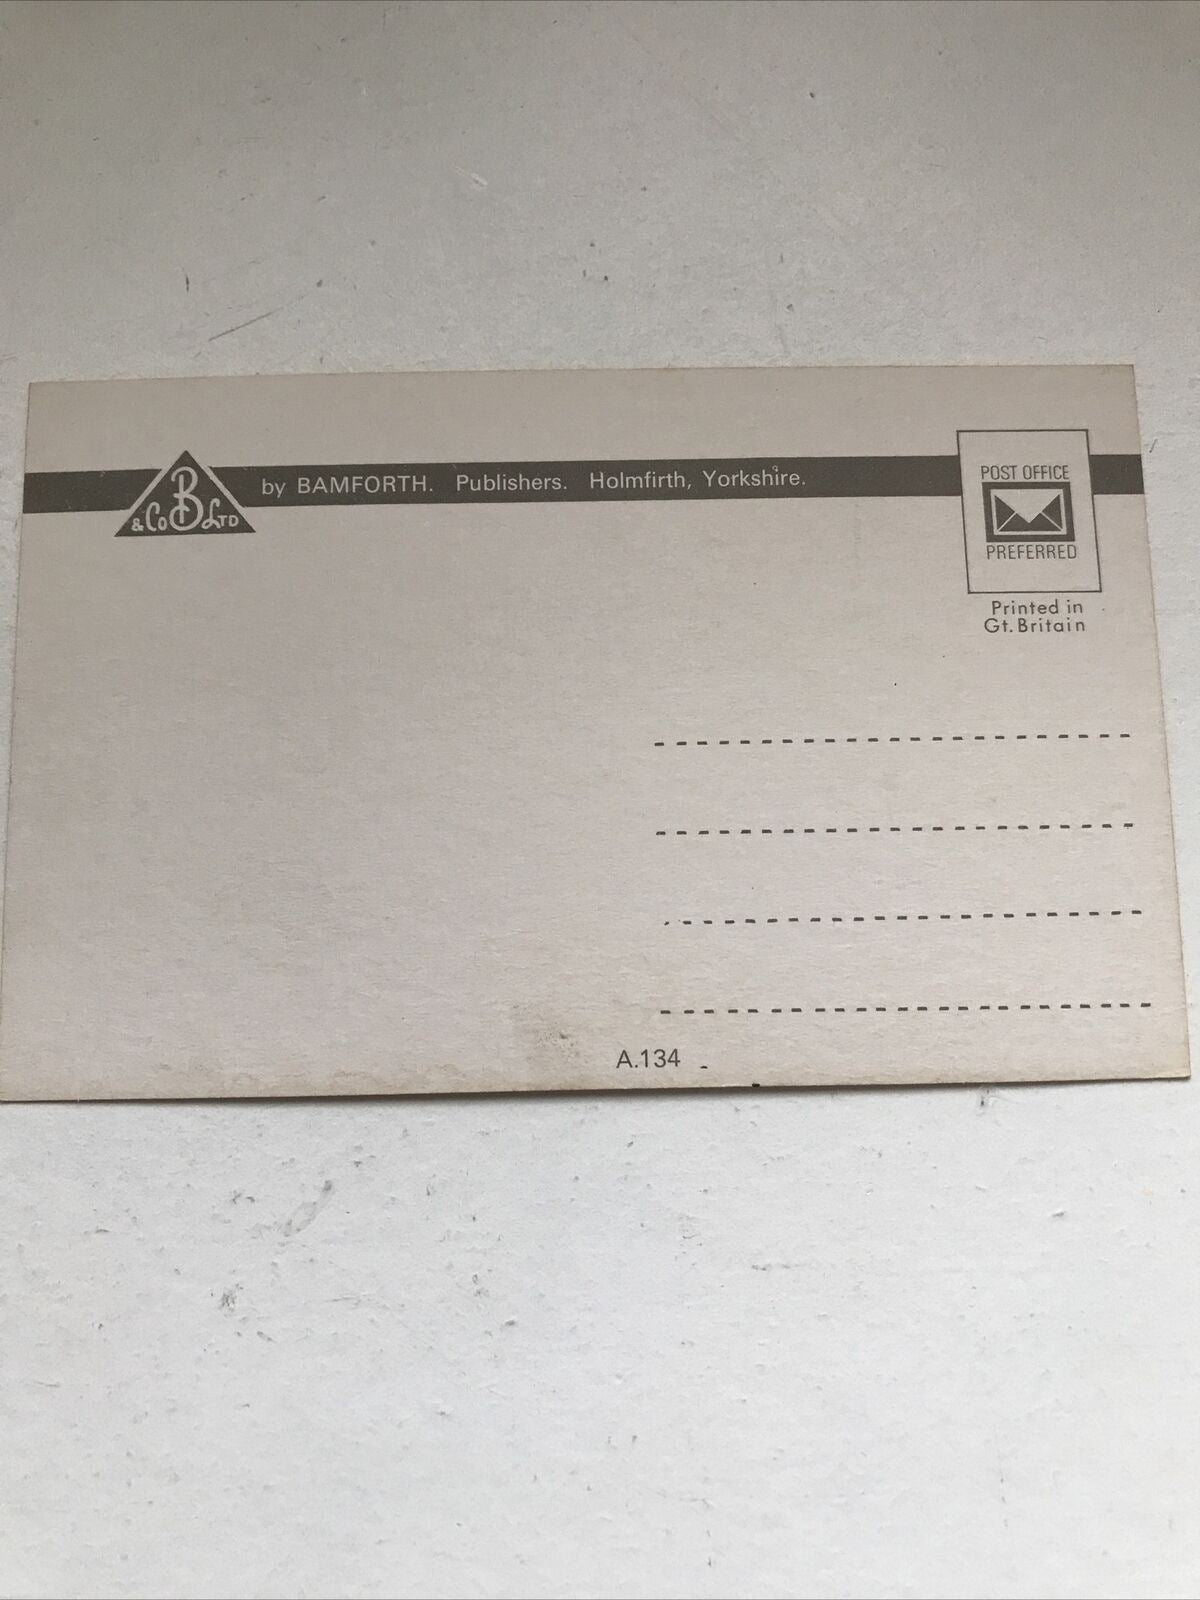 B
& Co LTD
by BAMFORTH. Publishers. Holmfirth, Yorkshire.
POST OFFICE
PREFERRED
Printed in
Gt. Britain
A.134